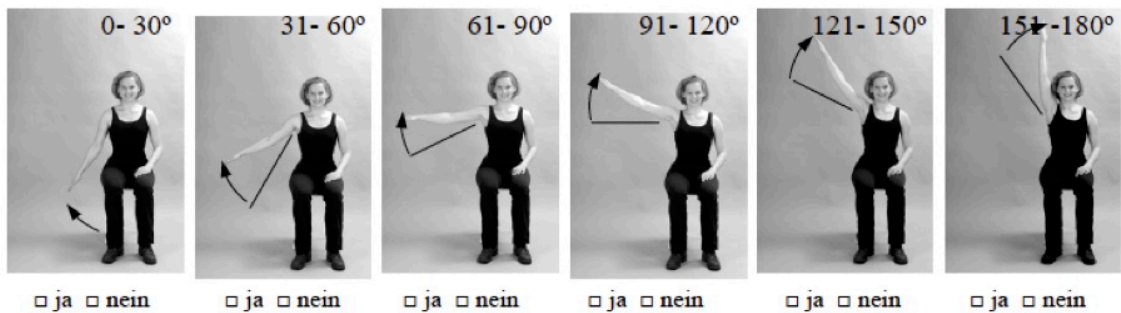 0- 30º 31- 60º 61- 90º 91- 120º 121- 150º 151 -180º
□ ja □ nein □ ja □ nein □ ja □ nein □ ja □ nein □ ja □ nein □ ja □ nein